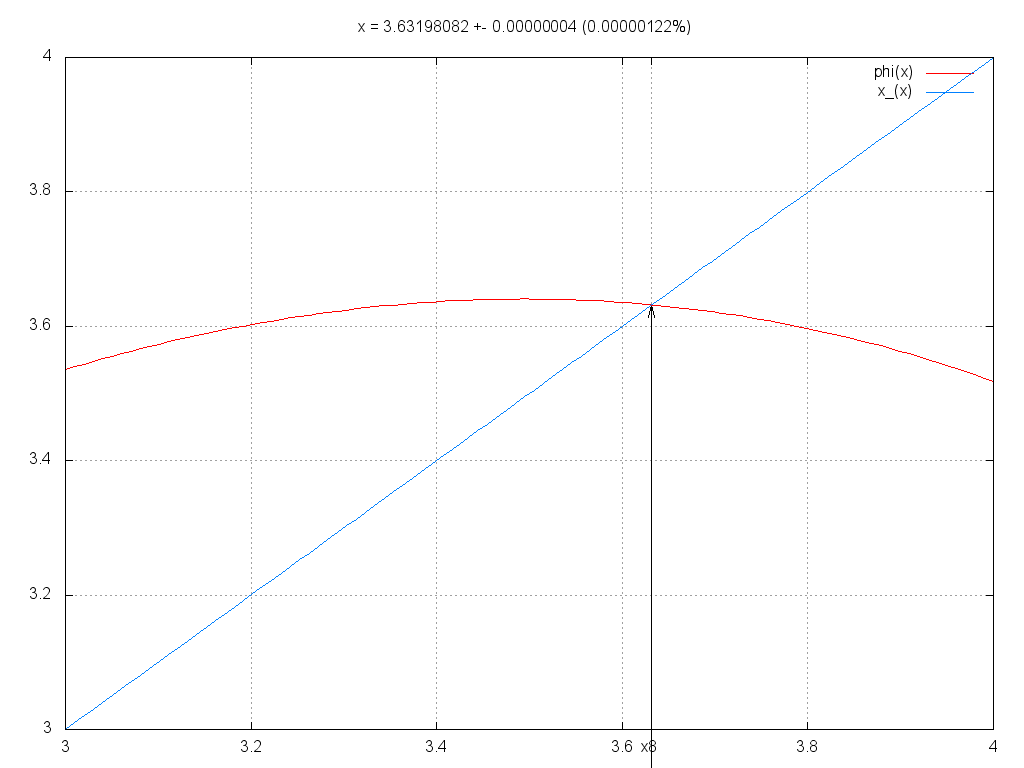 x = 3.63198082 +- 0.00000004 (0.00000122%)
4
phi(x)
x_(x)
3.8
3.6
3.4
3.2
3
3 3.2 3.4 3.6 x8 3.8 4